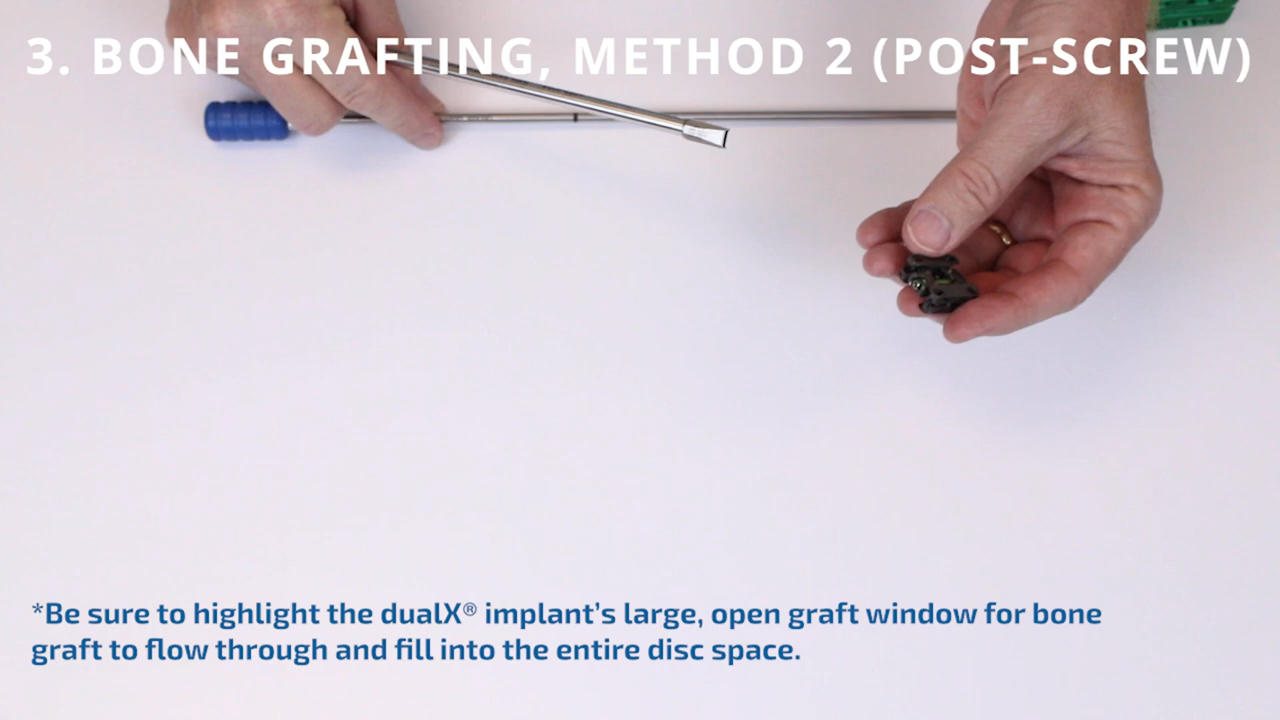 3. BONE GRAFTING, METHOD 2 (POST-SCREW)
*Be sure to highlight the dualX® implant's large, open graft window for bone
graft to flow through and fill into the entire disc space.